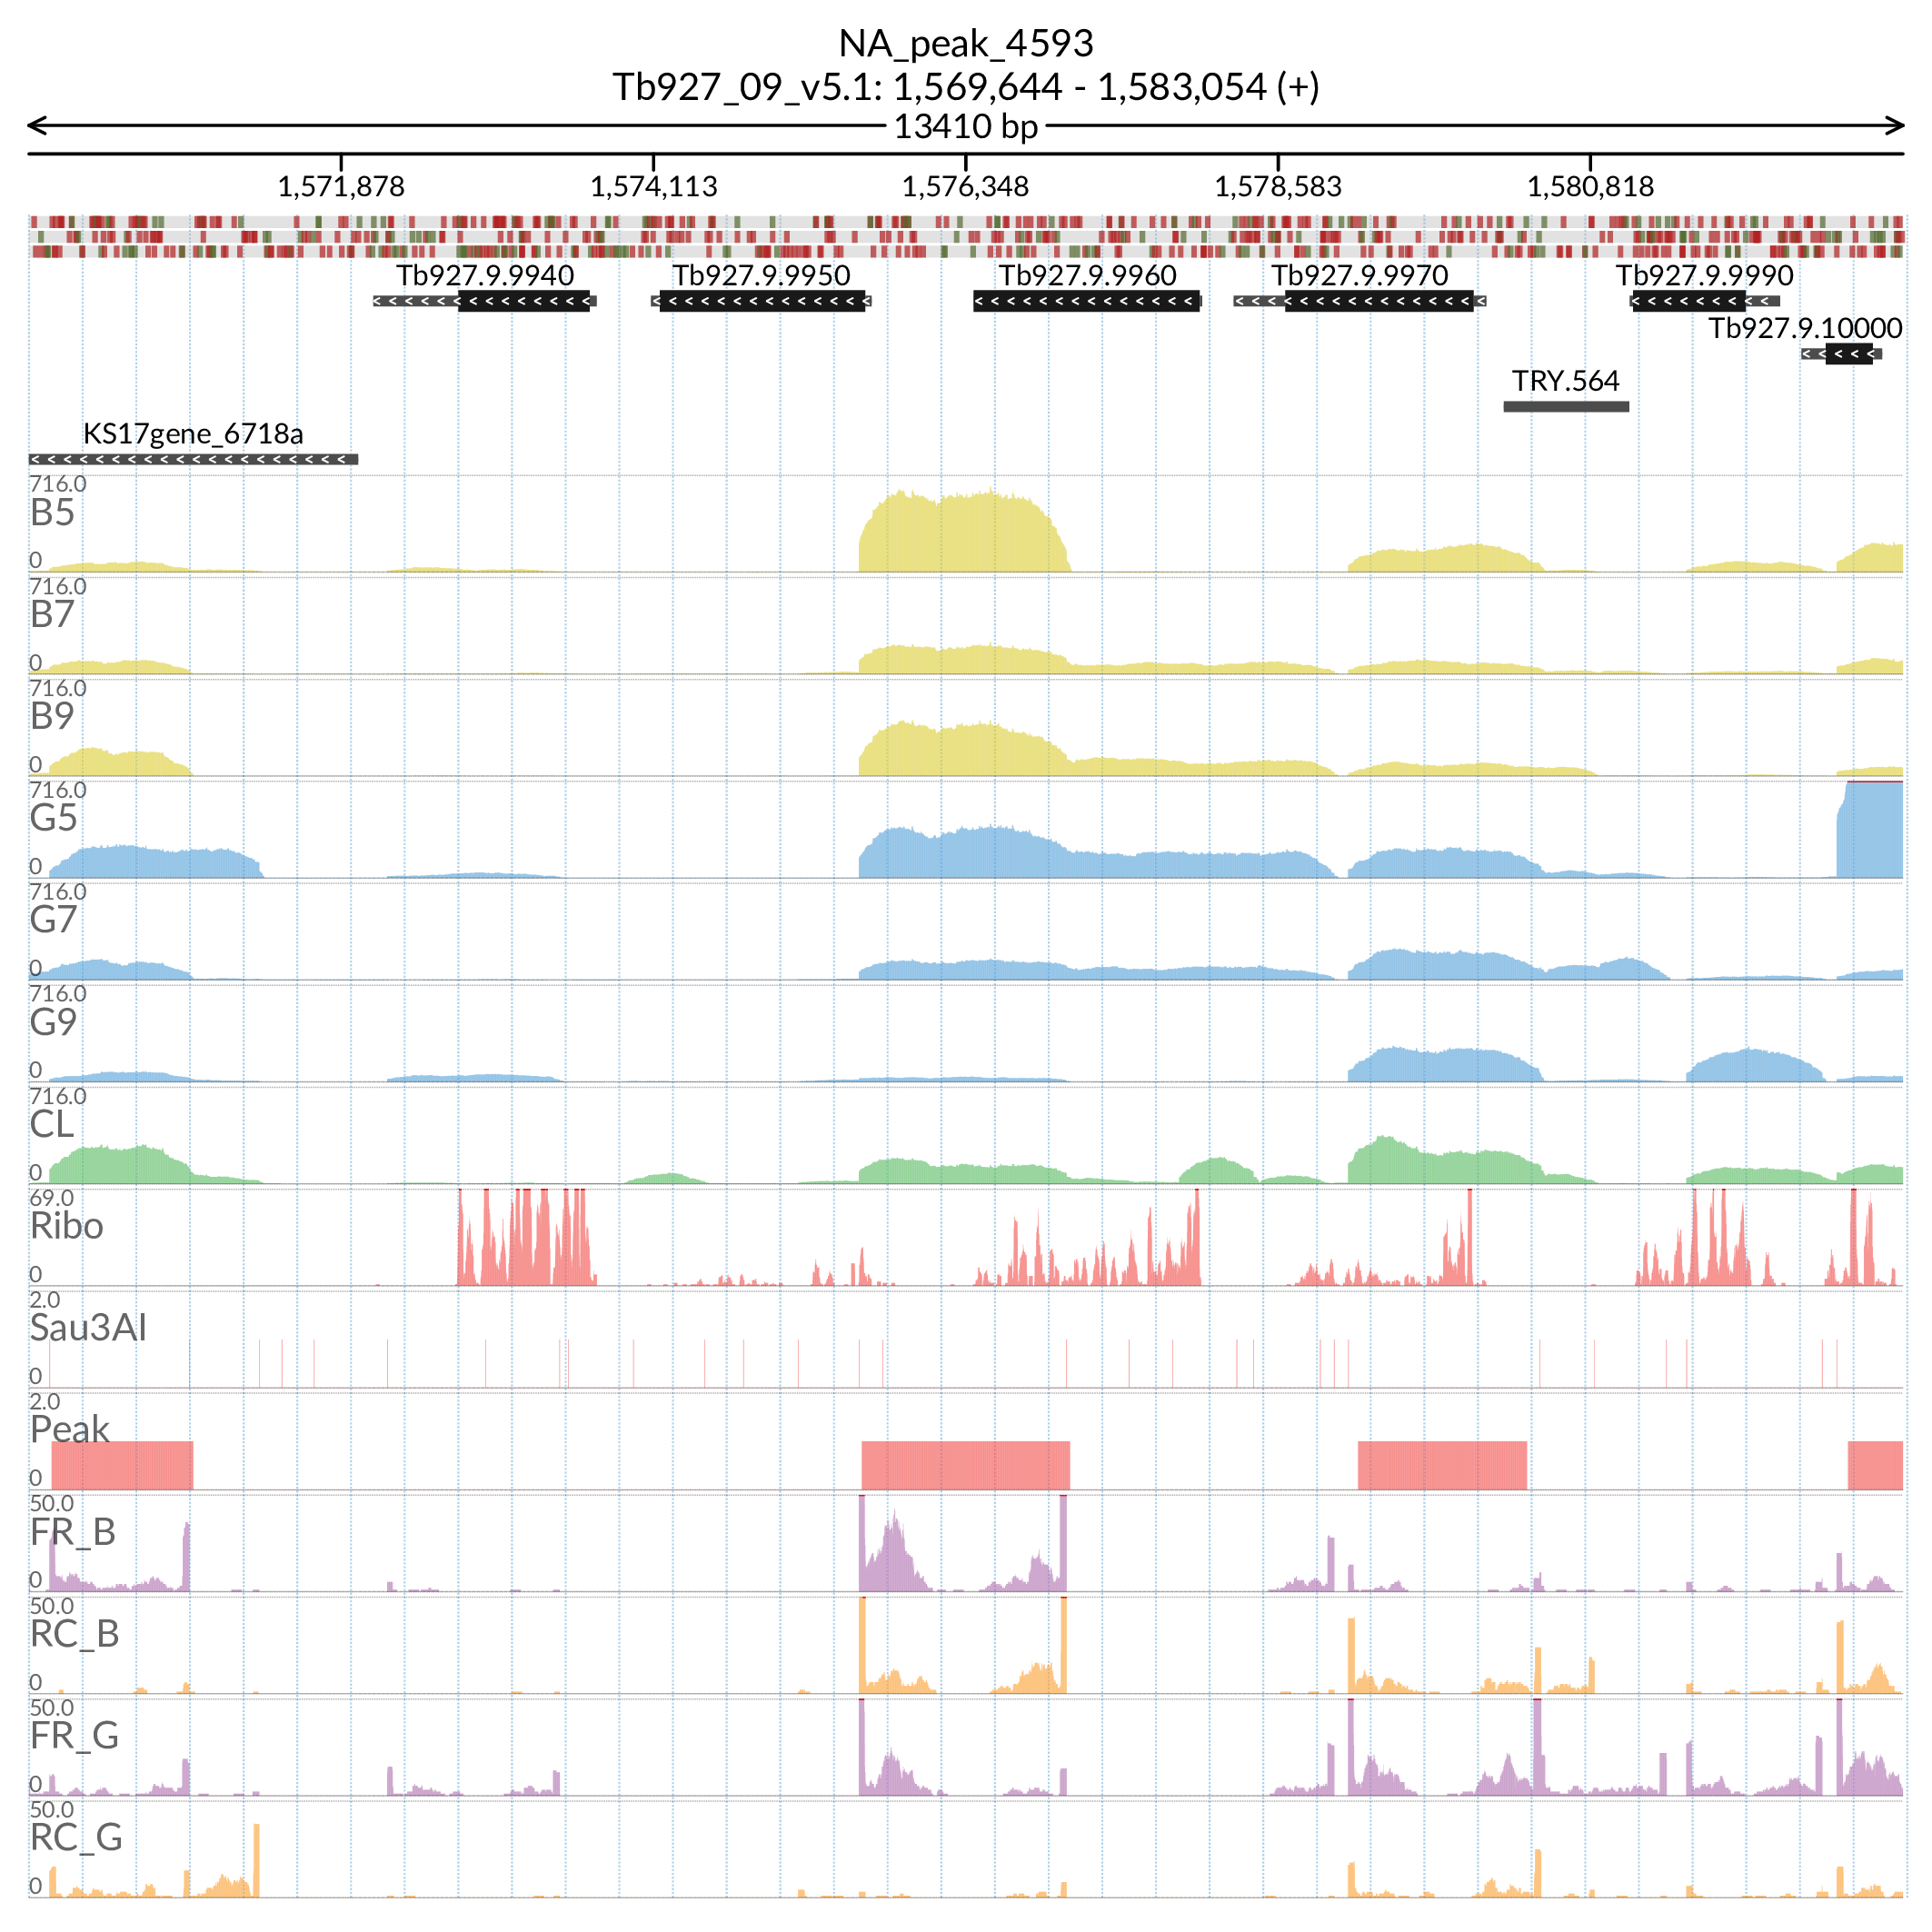 NA_peak_4593
Tb927_09_v5.1: 1,569,644 - 1,583,054 (+)
13410 bp
1,571,878 1,574,113 1,576,348 1,578,583 1,580,818
Tb927.9.9940 Tb927.9.9950 Tb927.9.9960 Tb927.9.9970 Tb927.9.9990
Tb927.9.10000
TRY.564
KS17gene_6718a
716.0
B5
0
716.0
B7
0
716.0
B9
0
716.0
G5
0
716.0
G7
0
716.0
G9
0
716.0
CL
0
69.0
Ribo
0
2.0
Sau3AI
0
2.0
Peak
0
50.0
FR_B
0
50.0
RC_B
0
50.0
FR_G
0
50.0
RC_G
0